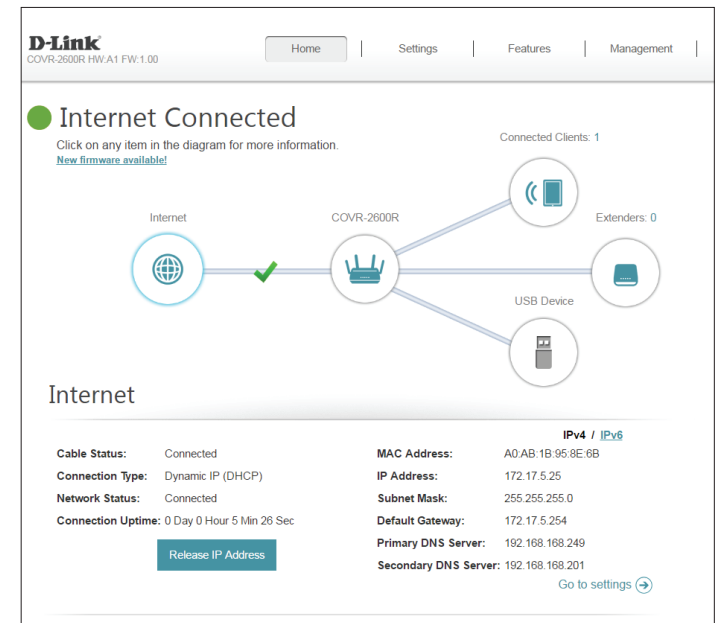 D-Link
COVR-2600R HW:A1 FW:1.00
Home
Settings
Features
Management
Internet Connected
Click on any item in the diagram for more information.
New firmware available!
Connected Clients: 1
Internet
COVR-2600R
Extenders: 0
USB Device
Internet
IPv4 / IPv6
Cable Status: Connected
Connection Type: Dynamic IP (DHCP)
Network Status: Connected
Connection Uptime: 0 Day 0 Hour 5 Min 26 Sec
Release IP Address
MAC Address: A0:AB:1B:95:8E:6B
IP Address: 172.17.5.25
Subnet Mask: 255.255.255.0
Default Gateway: 172.17.5.254
Primary DNS Server: 192.168.168.249
Secondary DNS Server: 192.168.168.201
Go to settings